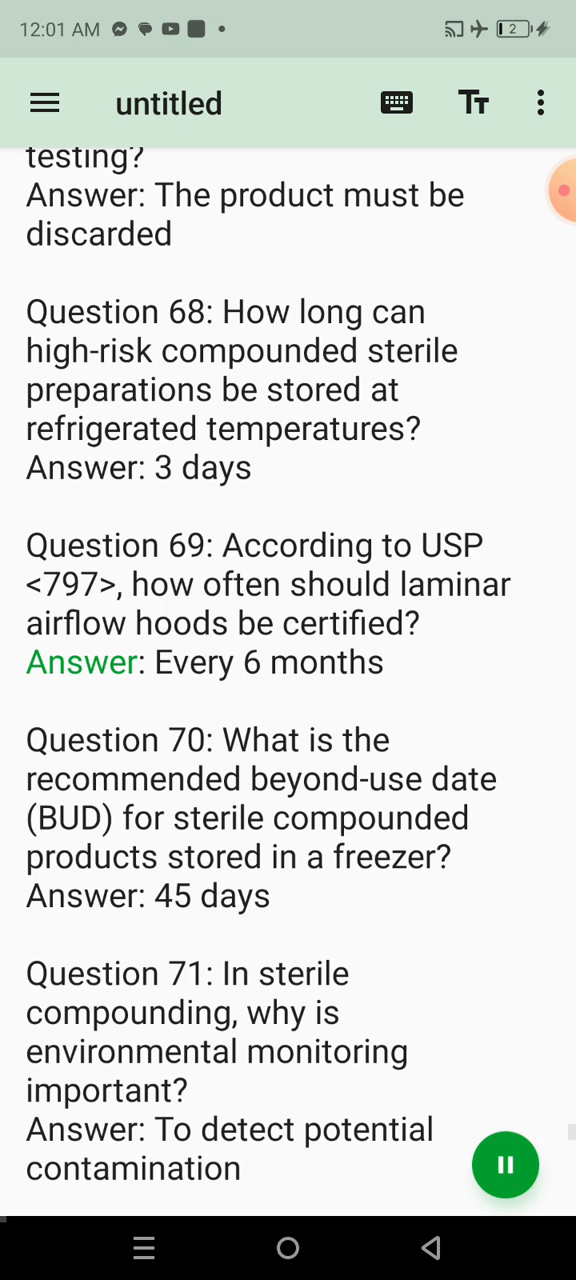 12:01 AM
2
untitled
testing?
Answer: The product must be
discarded
Question 68: How long can
high-risk compounded sterile
preparations be stored at
refrigerated temperatures?
Answer: 3 days
Question 69: According to USP
<797>, how often should laminar
airflow hoods be certified?
Answer: Every 6 months
Question 70: What is the
recommended beyond-use date
(BUD) for sterile compounded
products stored in a freezer?
Answer: 45 days
Question 71: In sterile
compounding, why is
environmental monitoring
important?
Answer: To detect potential
contamination